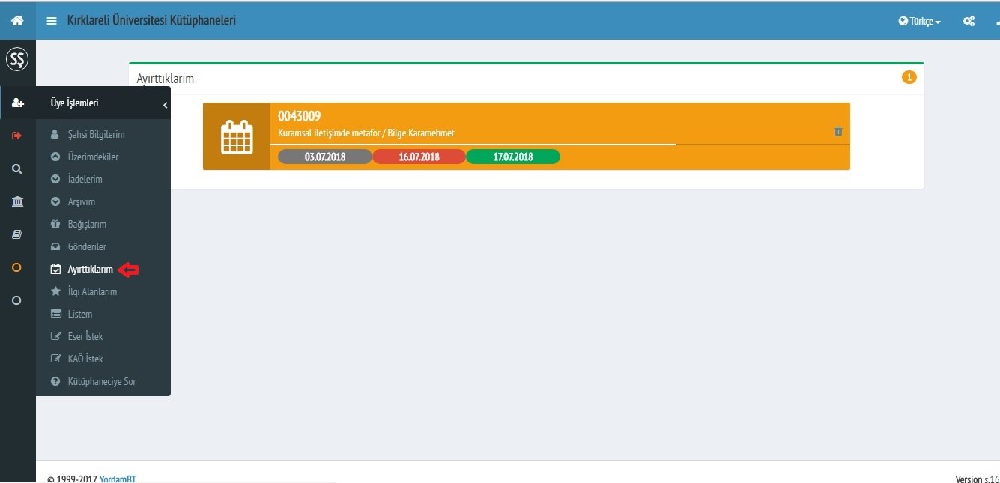 Kırklareli Üniversitesi Kütüphaneleri
Türkçe
SŞ
Ayırttıklarım
1
Üye İşlemleri
0043009
Kuramsal iletişimde metafor / Bilge Karamehmet
03.07.2018 16.07.2018 17.07.2018
Şahsi Bilgilerim
Üzerimdekiler
İadelerim
Arşivim
Bağışlarım
Gönderiler
Ayırttıklarım
İlgi Alanlarım
Listem
Eser İstek
KAÖ İstek
Kütüphaneciye Sor
© 1999-2017 YordamBT
Version s.16